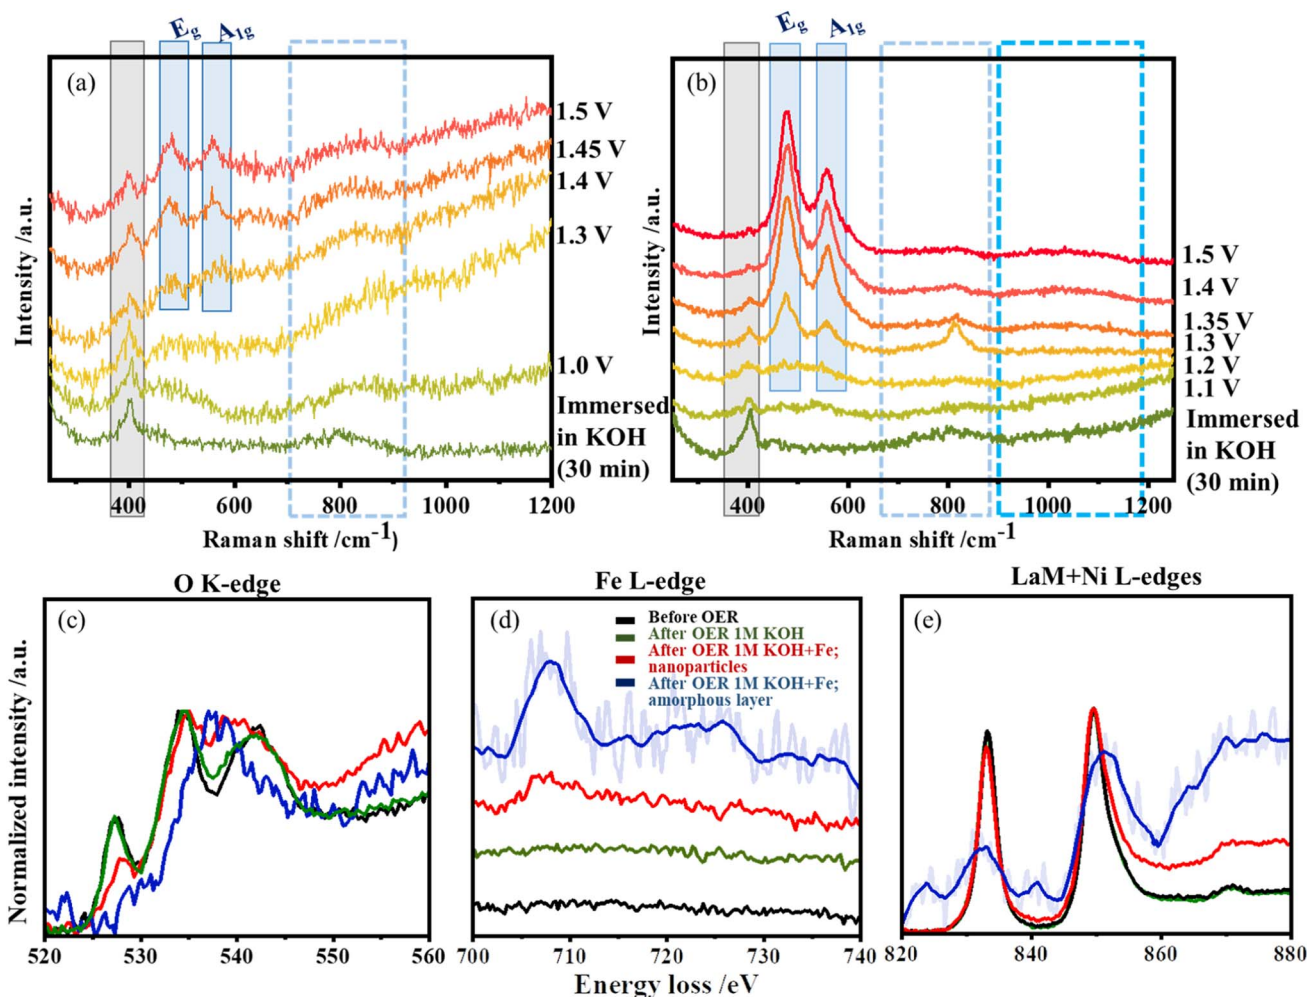 E_g
A_1g
E_g
A_1g
(a)
(b)
1.5 V
1.45 V
1.4 V
1.3 V
1.0 V
Immersed
in KOH
(30 min)
Intensity /a.u.
400
600
800
1000
1200
Raman shift /cm^-1)
1.5 V
1.4 V
1.35 V
1.3 V
1.2 V
1.1 V
Immersed
in KOH
(30 min)
Intensity /a.u.
400
600
800
1000
1200
Raman shift /cm^-1
O K-edge
Fe L-edge
LaM+Ni L-edges
(c)
(d)
(e)
Before OER
After OER 1M KOH
After OER 1M KOH+Fe;
nanoparticles
After OER 1M KOH+Fe;
amorphous layer
Normalized intensity /a.u.
520
530
540
550
560
700
710
720
730
740
820
840
860
880
Energy loss /eV